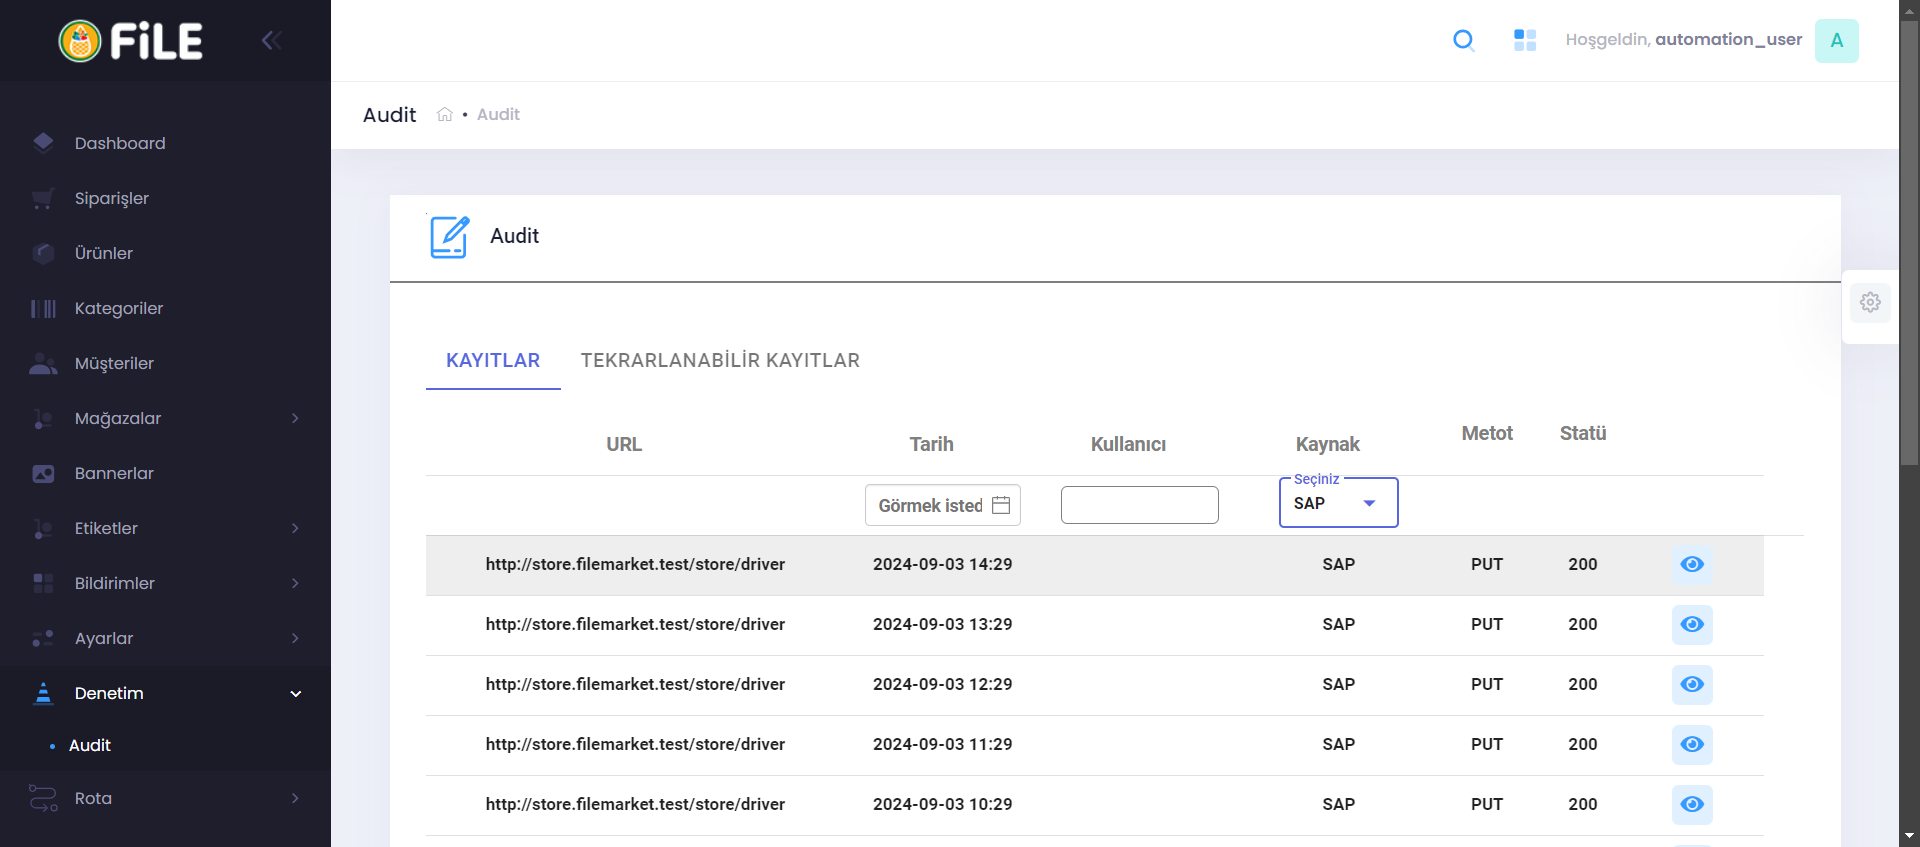 FiLE
Hoşgeldin, automation_user
A
Audit • Audit
Dashboard
Siparişler
Ürünler
Kategoriler
Müşteriler
Mağazalar
Bannerlar
Etiketler
Bildirimler
Ayarlar
Denetim
• Audit
Rota
Audit
KAYITLAR
TEKRARLANABİLİR KAYITLAR
URL Tarih Kullanıcı Kaynak Metot Statü
Görmek isted
Seçiniz
SAP
http://store.filemarket.test/store/driver 2024-09-03 14:29 SAP PUT 200
http://store.filemarket.test/store/driver 2024-09-03 13:29 SAP PUT 200
http://store.filemarket.test/store/driver 2024-09-03 12:29 SAP PUT 200
http://store.filemarket.test/store/driver 2024-09-03 11:29 SAP PUT 200
http://store.filemarket.test/store/driver 2024-09-03 10:29 SAP PUT 200